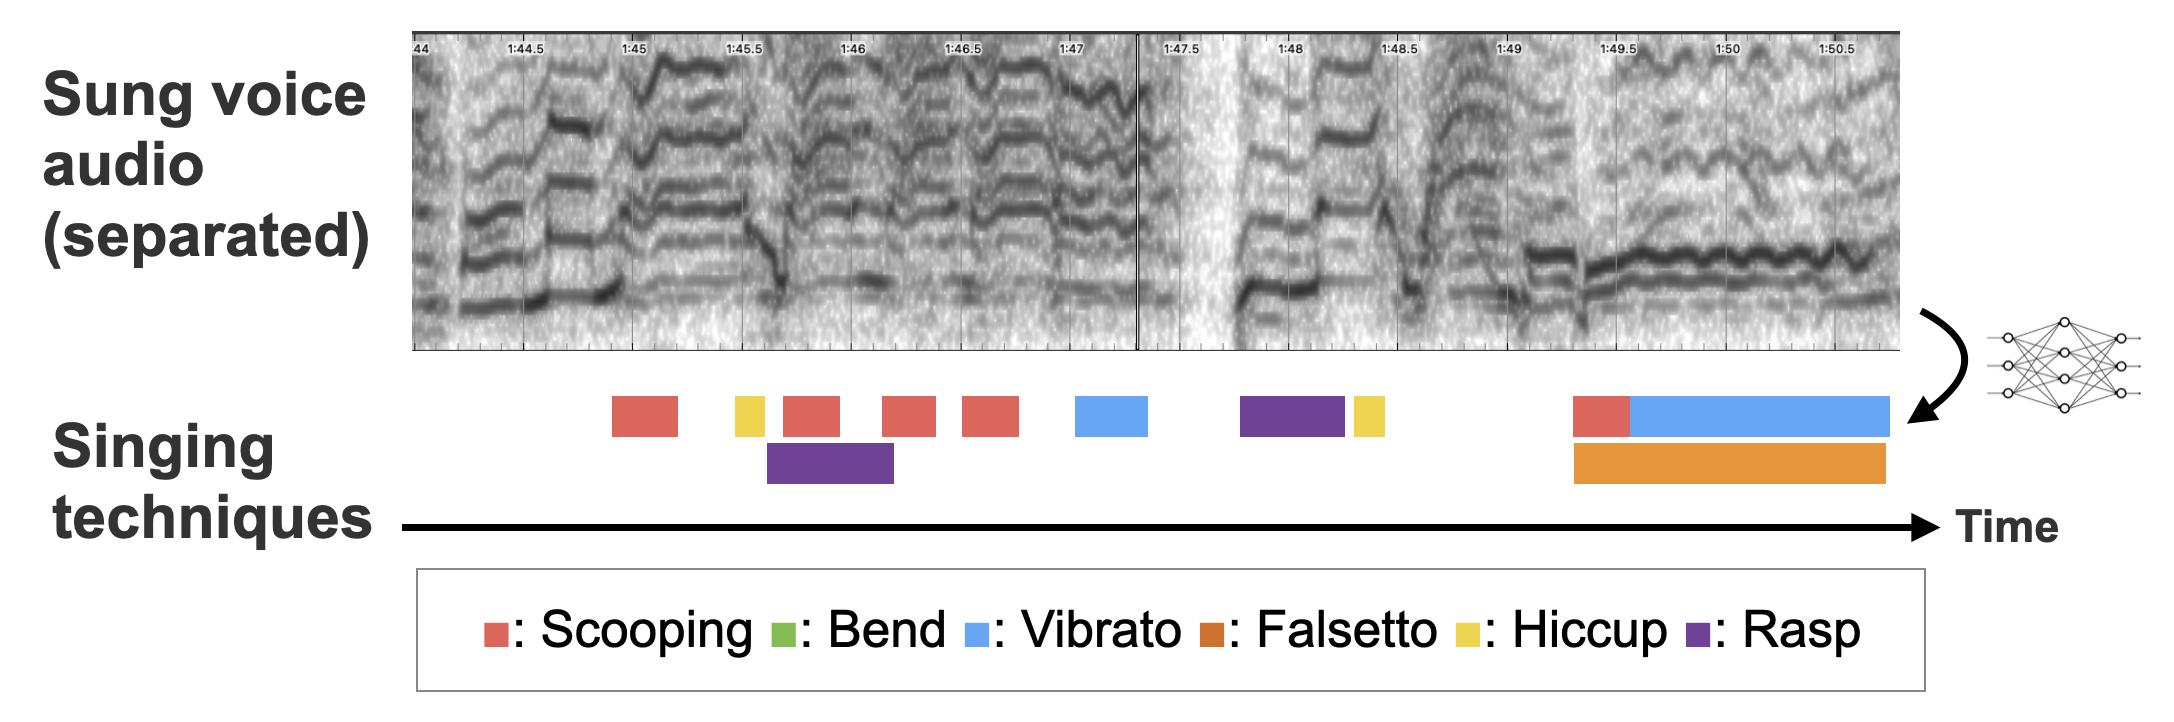 44 1:44.5 1:45 1:45.5 1:46 1:46.5 1:47 1:47.5 1:48 1:48.5 1:49 1:49.5 1:50 1:50.5
Sung voice
audio
(separated)
Singing
techniques
Time
: Scooping : Bend : Vibrato : Falsetto : Hiccup : Rasp